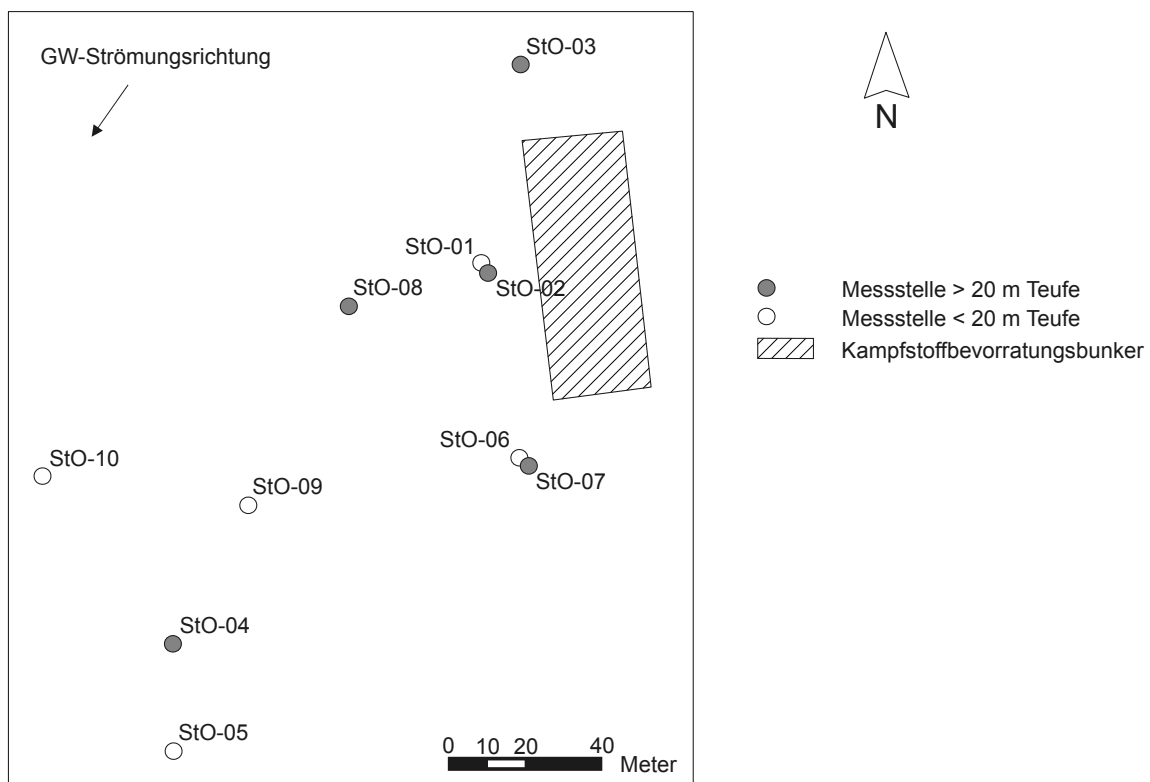 StO-03
GW-Strömungsrichtung
N
StO-01
StO-02
StO-08
Messstelle > 20 m Teufe
Messstelle < 20 m Teufe
Kampfstoffbevorratungsbunker
StO-06
StO-10
StO-07
StO-09
StO-04
StO-05
0 10 20 40
Meter